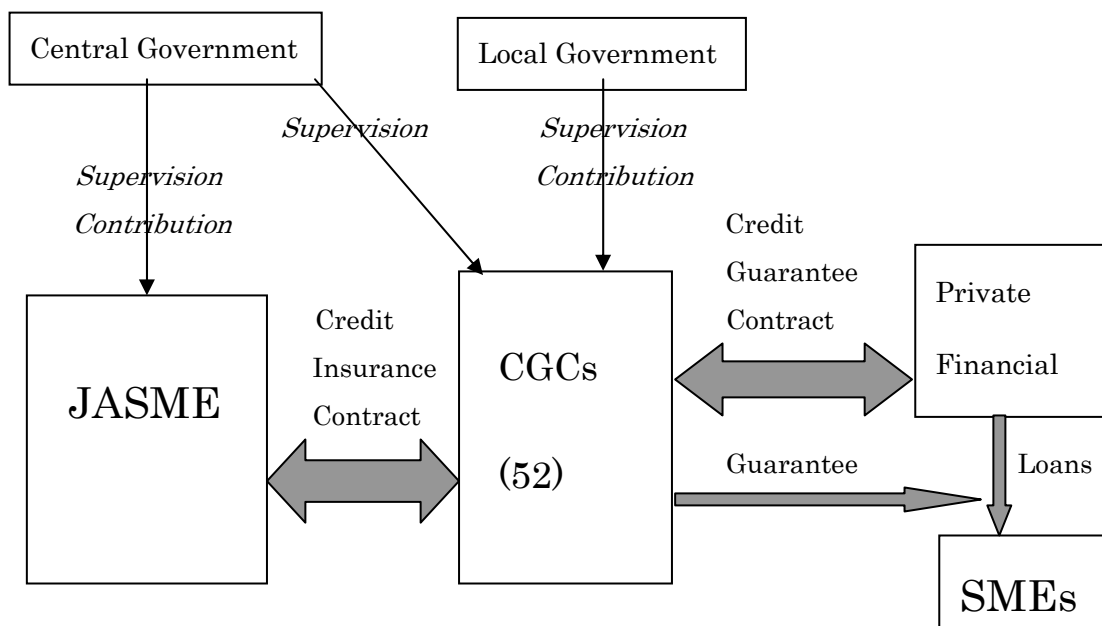 Central Government
Local Government
Supervision
Supervision
Contribution
Supervision
Contribution
Credit
Guarantee
Contract
Private
Financial
Credit
Insurance
Contract
JASME
CGCs
(52)
Guarantee
Loans
SMEs